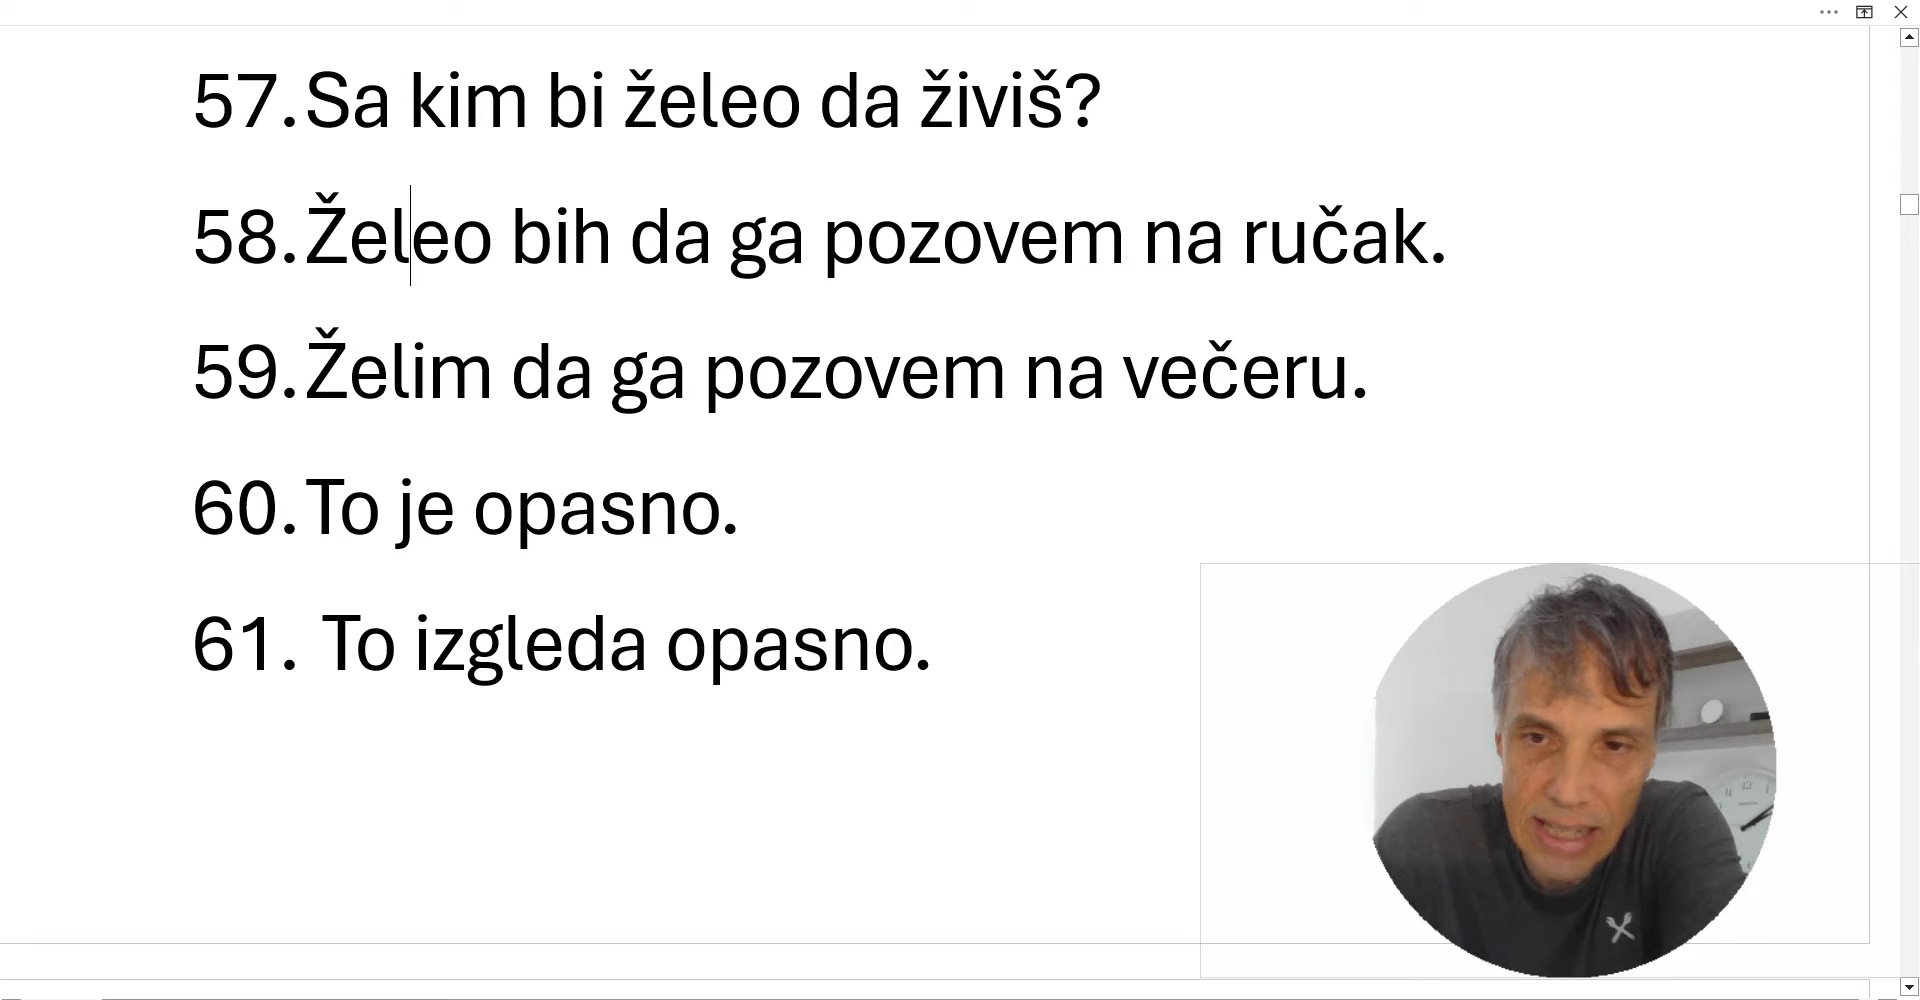 57. Sa kim bi želeo da živiš?
58. Želeo bih da ga pozovem na ručak.
59. Želim da ga pozovem na večeru.
60. To je opasno.
61. To izgleda opasno.